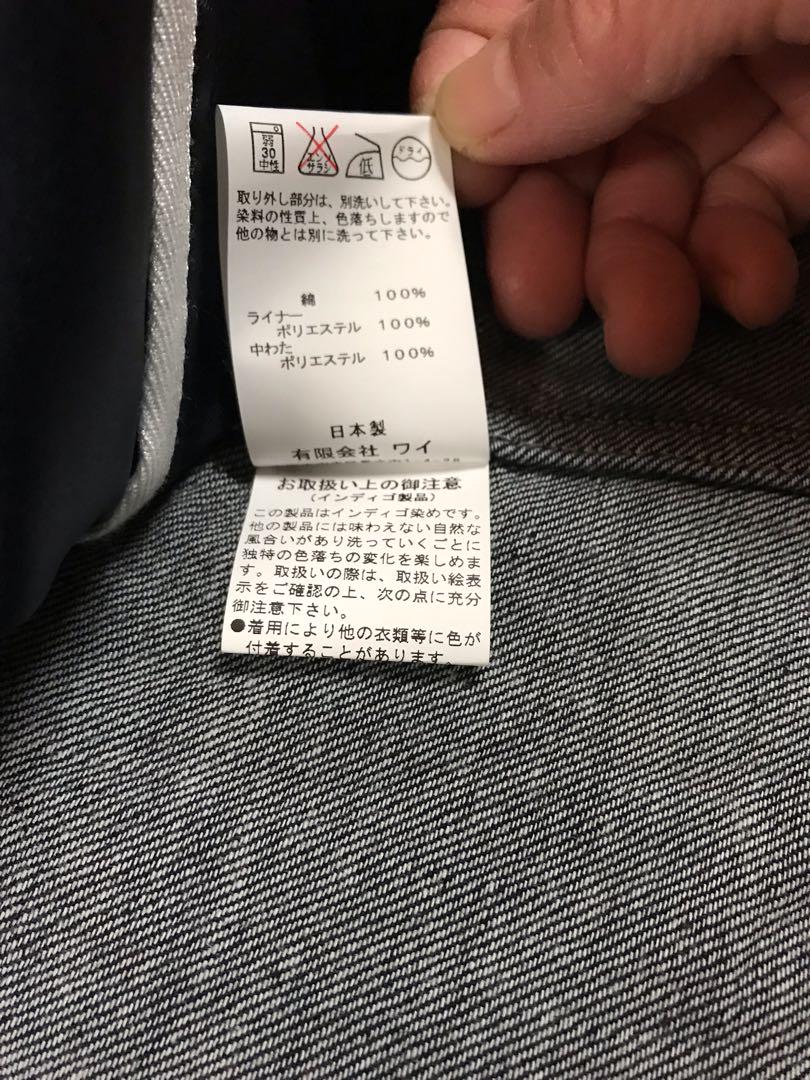 弱
30
中性
エンソ
サラシ
低
ドライ
取り外し部分は、別洗いして下さい。
染料の性質上、色落ちしますので
他の物とは別に洗って下さい。
綿 100%
ライナー
ポリエステル 100%
中わた
ポリエステル 100%
日本製
有限会社 ワイ
お取扱い上の御注意
(インディゴ製品)
この製品はインディゴ染めです。
他の製品には味わえない自然な
風合いがあり洗っていくごとに
独特の色落ちの変化を楽しめま
す。取扱いの際は、取扱い絵表
示をご確認の上、次の点に充分
御注意下さい。
●着用により他の衣類等に色が
付着することがあります。